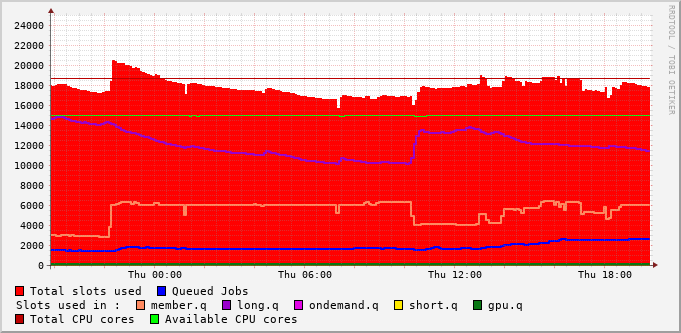 24000
22000
20000
18000
16000
14000
12000
10000
8000
6000
4000
2000
0
Thu 00:00 Thu 06:00 Thu 12:00 Thu 18:00
Total slots used Queued Jobs
Slots used in : member.q long.q ondemand.q short.q gpu.q
Total CPU cores Available CPU cores
RRDTOOL / TOBI OETIKER